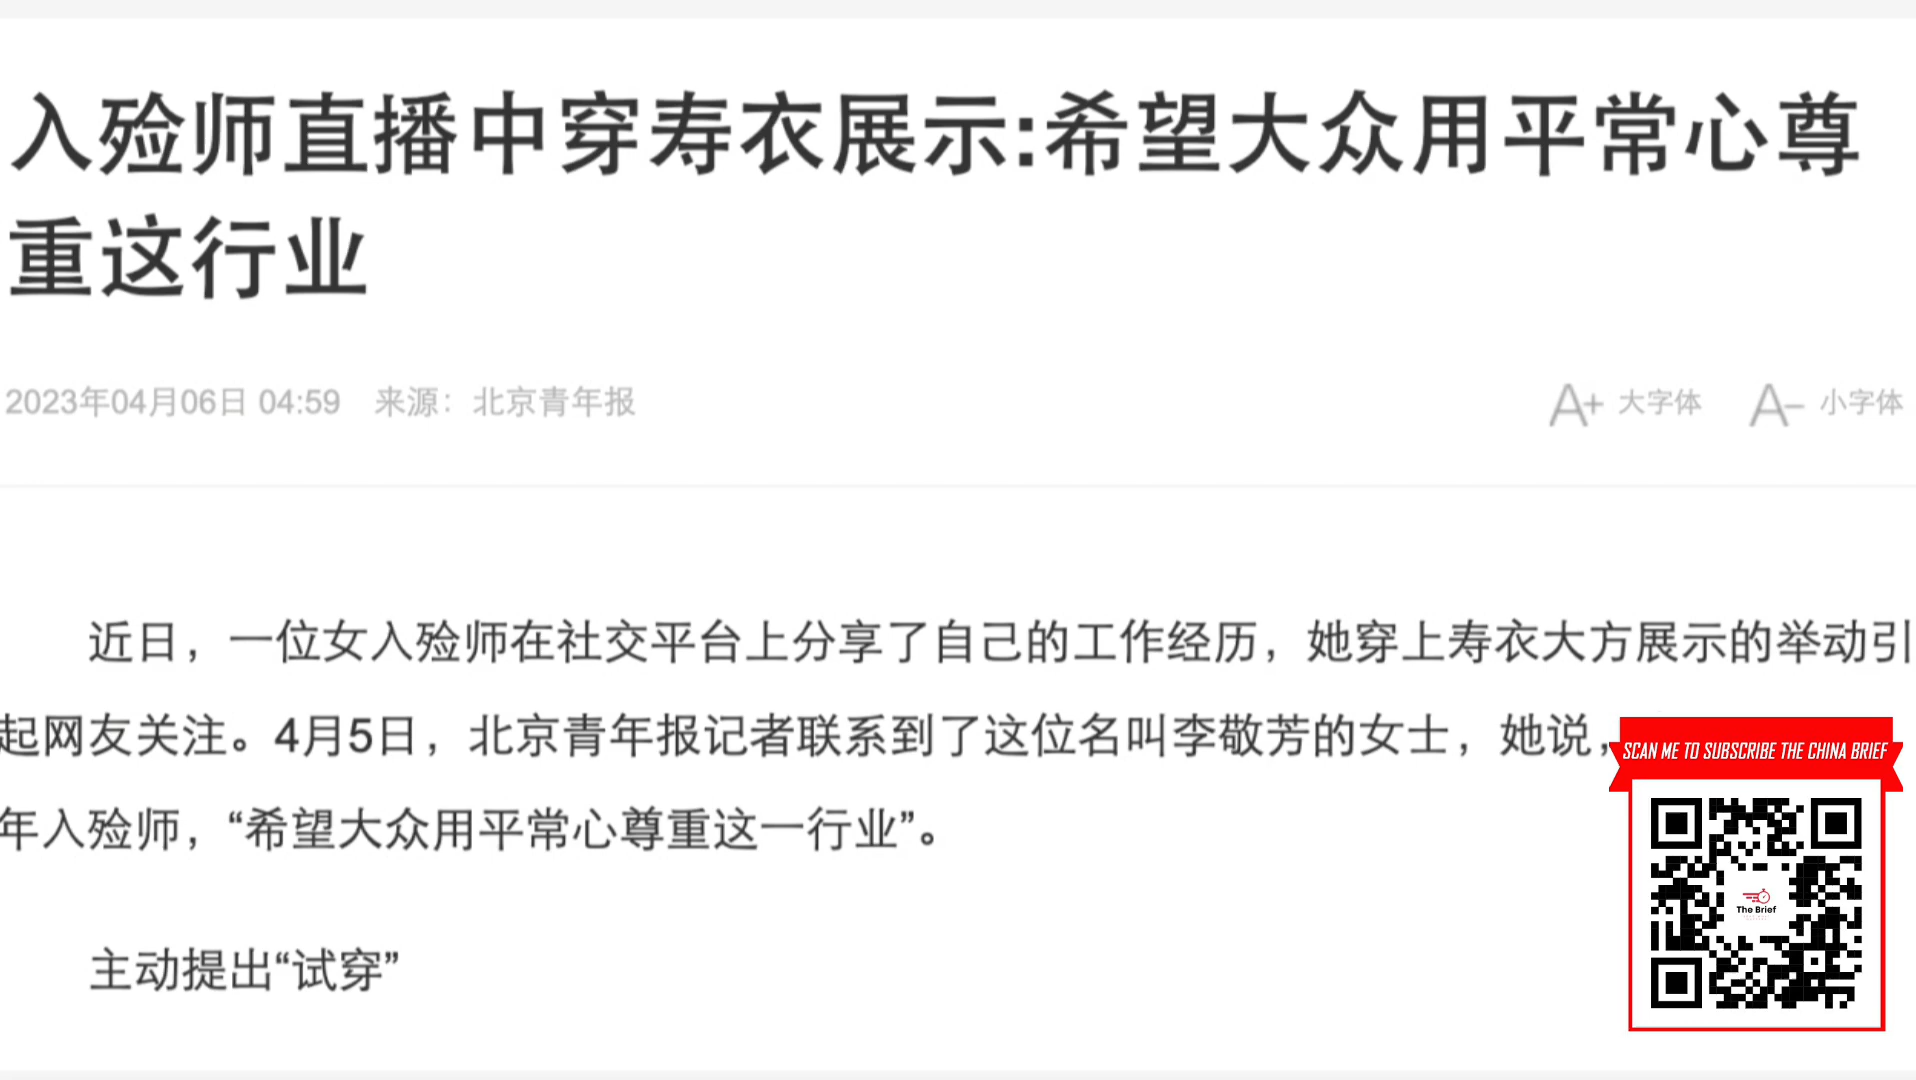 入殓师直播中穿寿衣展示:希望大众用平常心尊
重这行业
2023年04月06日 04:59 来源：北京青年报
A+ 大字体 A- 小字体
近日，一位女入殓师在社交平台上分享了自己的工作经历，她穿上寿衣大方展示的举动引
起网友关注。4月5日，北京青年报记者联系到了这位名叫李敬芳的女士，她说，
年入殓师，“希望大众用平常心尊重这一行业”。
主动提出“试穿”
SCAN ME TO SUBSCRIBE THE CHINA BRIEF
The Brief